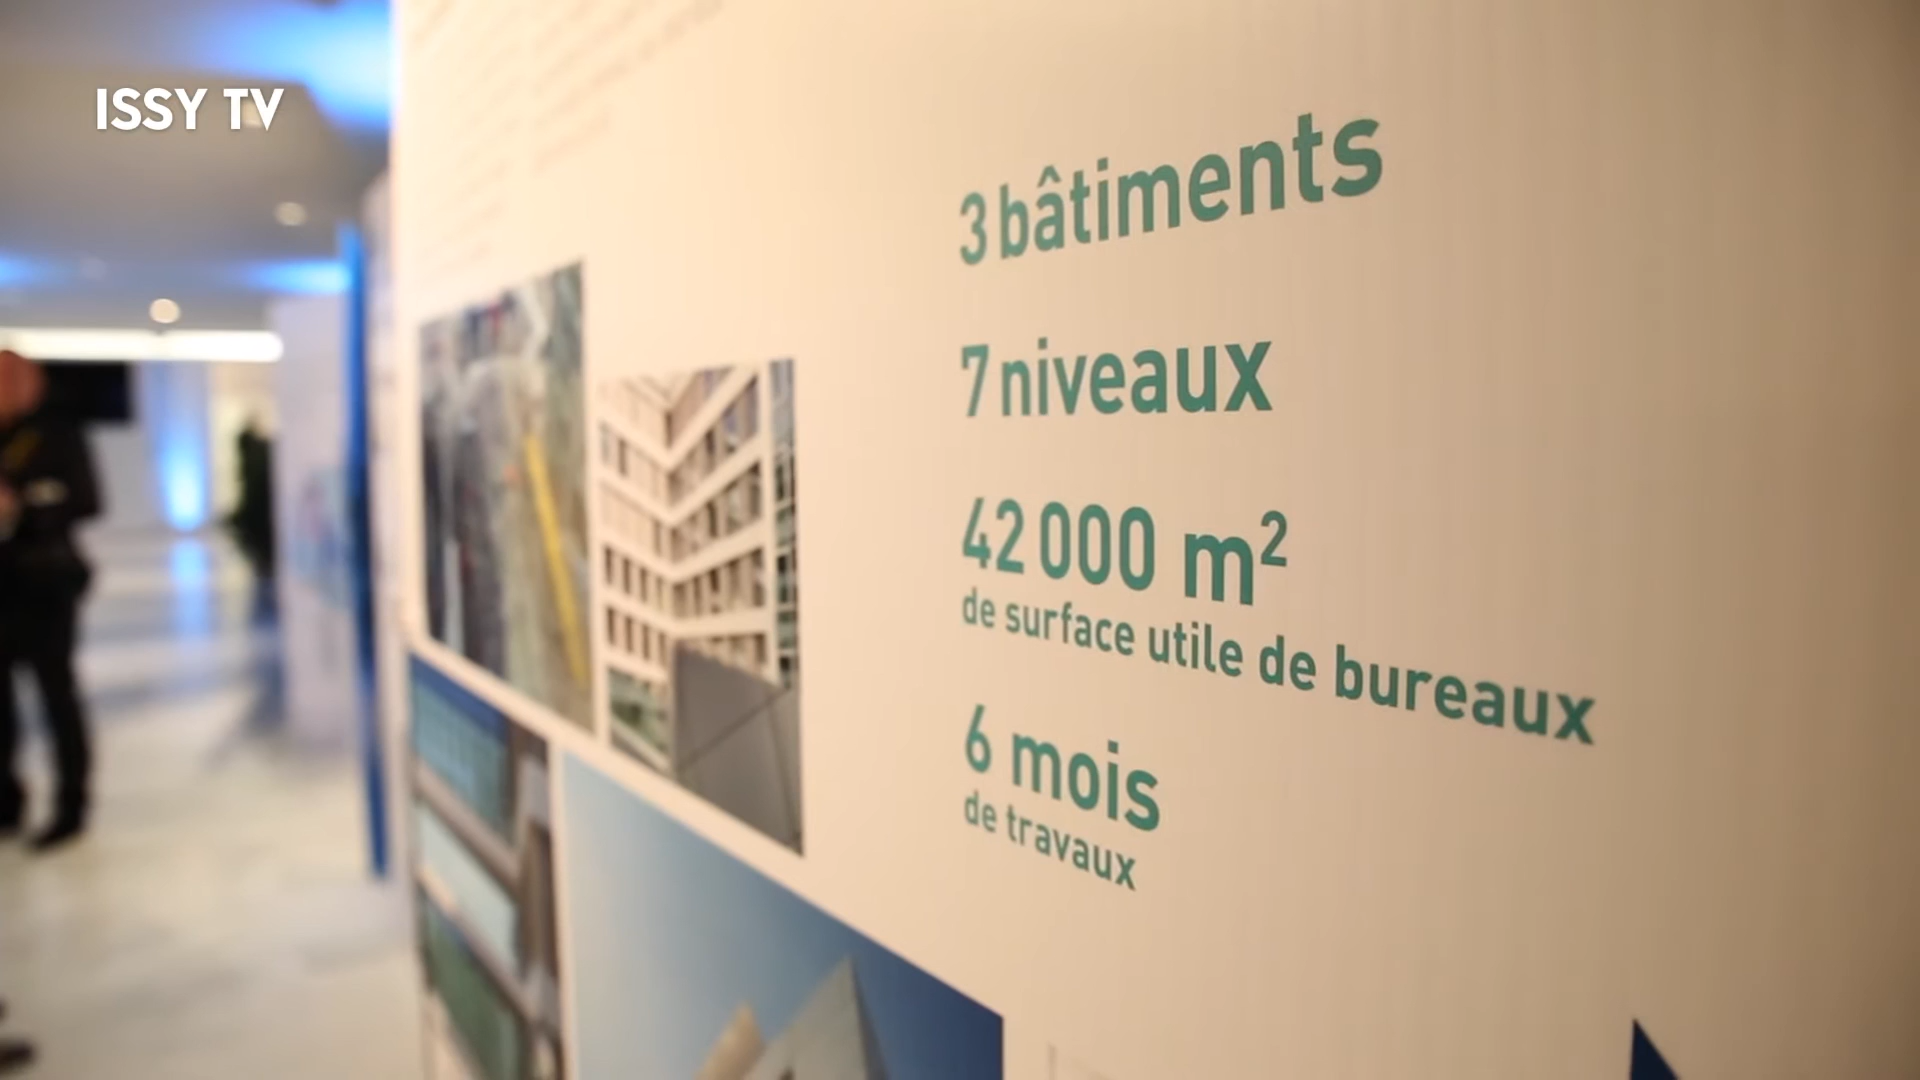 ISSY TV
3 bâtiments
7 niveaux
42 000 m²
de surface utile de bureaux
6 mois
de travaux